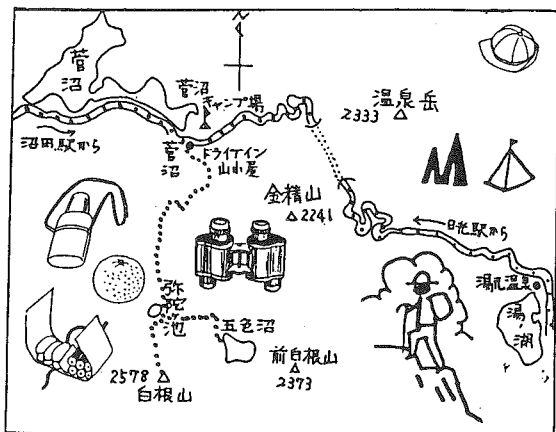 菅沼
菅沼
キャンプ場
温泉岳
2333
沼田駅から
菅沼
ドライブイン
山小屋
金精山
2241
日光駅から
湯元温泉
湯ノ湖
弥陀ヶ池
五色沼
前白根山
2373
2578
白根山